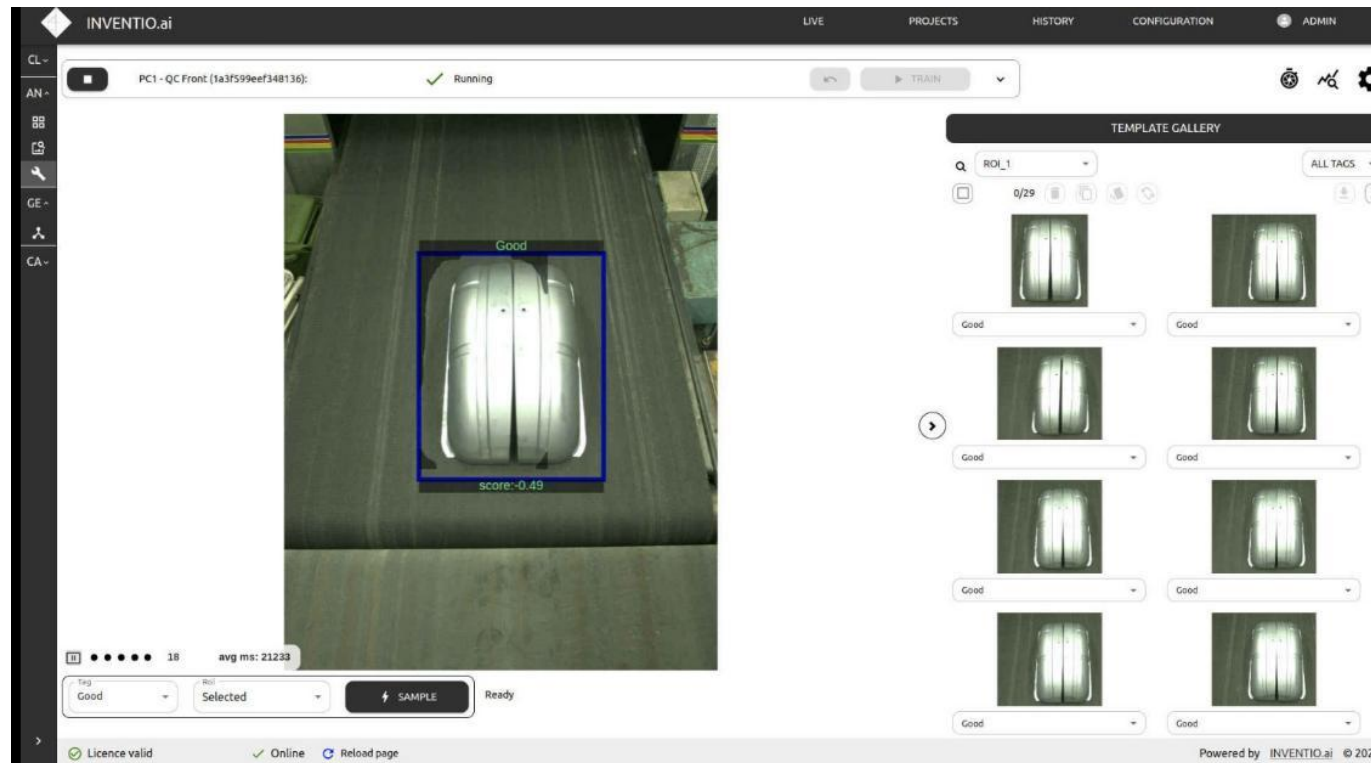 INVENTIO.ai
LIVE
PROJECTS
HISTORY
CONFIGURATION
ADMIN
CL
AN
GE
CA
PC1 - QC Front (1a3f599eef348136):
Running
TRAIN
Good
score:-0.49
TEMPLATE GALLERY
ROI_1
ALL TAGS
0/29
Good
Good
Good
Good
Good
Good
Good
Good
18
avg ms: 21233
Tag
Good
RoI
Selected
SAMPLE
Ready
Licence valid
Online
Reload page
Powered by INVENTIO.ai © 202